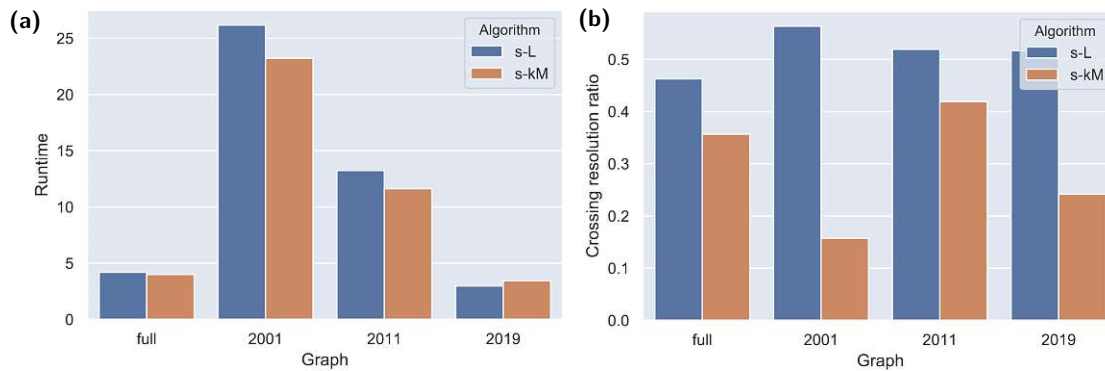 (a)
Algorithm
s-L
s-kM
25
20
15
10
5
0
Runtime
full 2001 2011 2019
Graph
(b)
Algorithm
s-L
s-kM
0.5
0.4
0.3
0.2
0.1
0.0
Crossing resolution ratio
full 2001 2011 2019
Graph